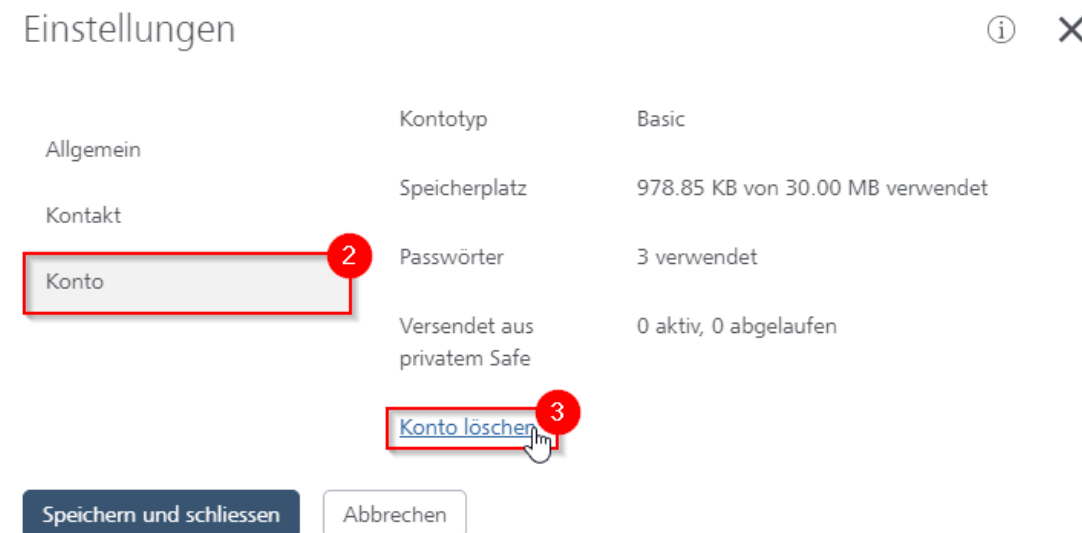 Einstellungen
Allgemein
Kontakt
2
Konto
Kontotyp Basic
Speicherplatz 978.85 KB von 30.00 MB verwendet
Passwörter 3 verwendet
Versendet aus 0 aktiv, 0 abgelaufen
privatem Safe
3
Konto löschen
Speichern und schliessen Abbrechen